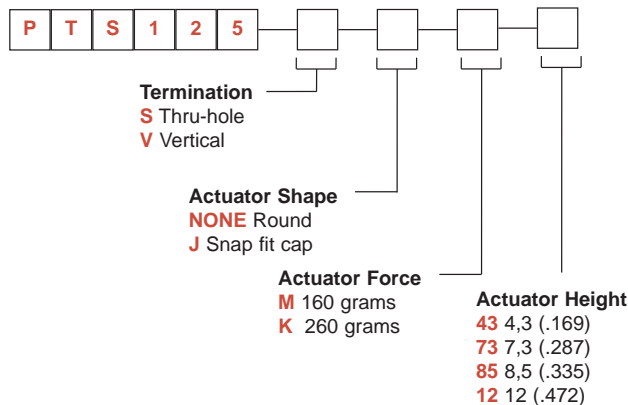 P T S 1 2 5
Termination
S Thru-hole
V Vertical
Actuator Shape
NONE Round
J Snap fit cap
Actuator Force
M 160 grams
K 260 grams
Actuator Height
43 4,3 (.169)
73 7,3 (.287)
85 8,5 (.335)
12 12 (.472)